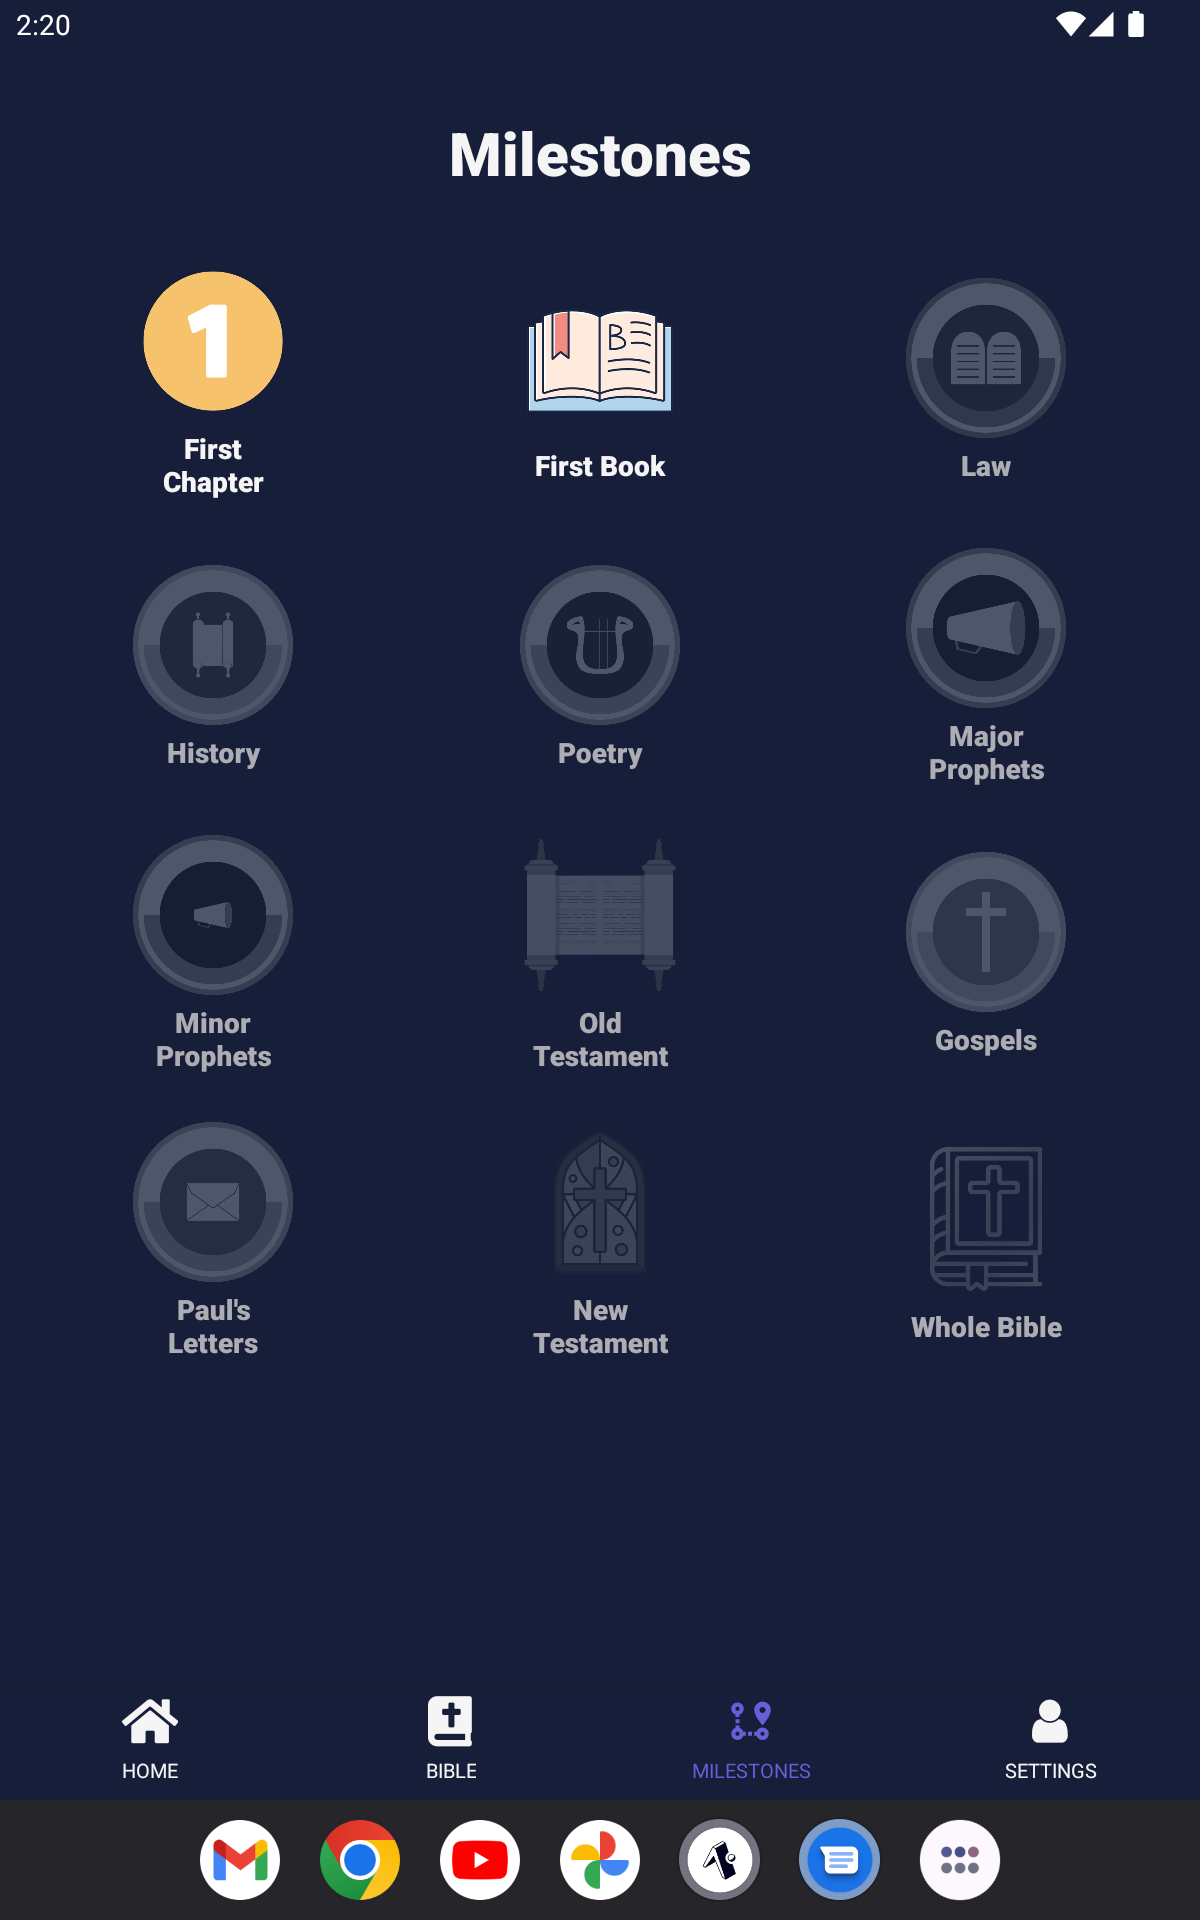 2:20
Milestones
1
B
First
Chapter
First Book
Law
History
Poetry
Major
Prophets
Minor
Prophets
Old
Testament
Gospels
Paul's
Letters
New
Testament
Whole Bible
HOME
BIBLE
MILESTONES
SETTINGS